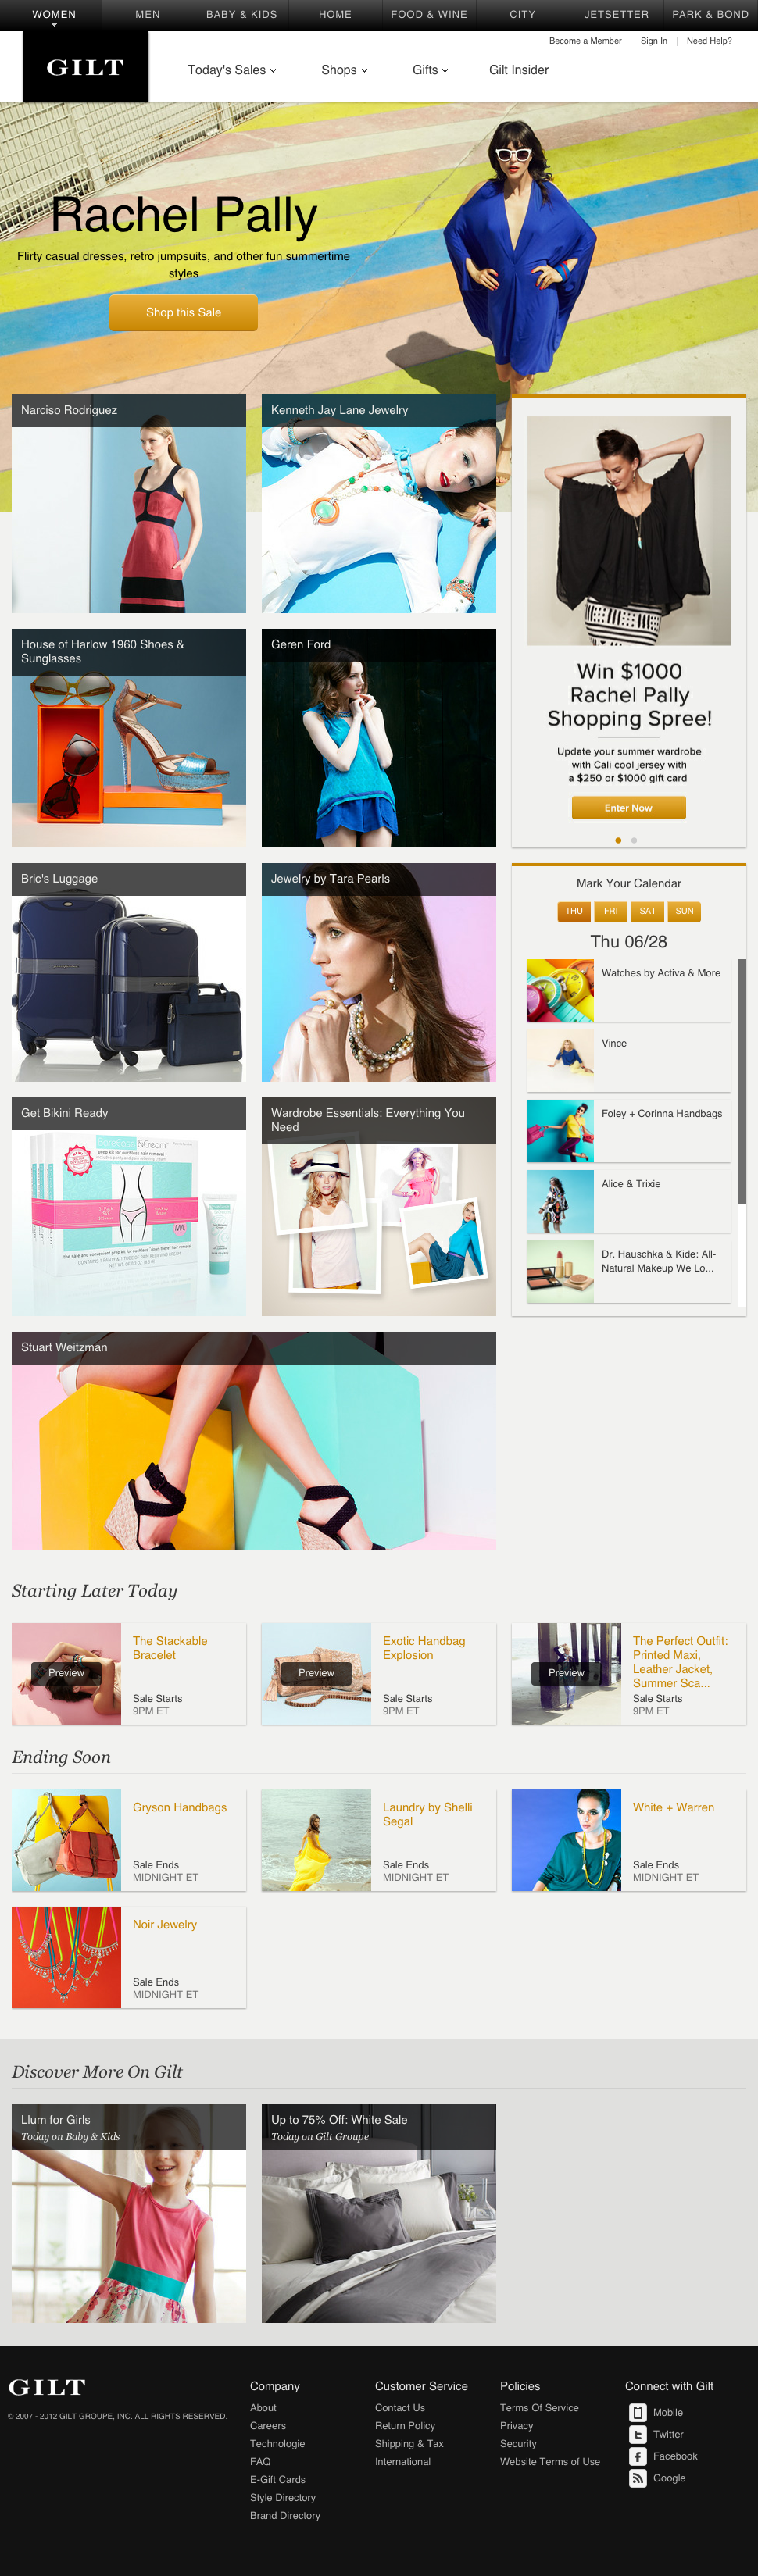 WOMEN MEN BABY & KIDS HOME FOOD & WINE CITY JETSETTER PARK & BOND
Become a Member Sign In Need Help?
GILT
Today's Sales Shops Gifts Gilt Insider
Rachel Pally
Flirty casual dresses, retro jumpsuits, and other fun summertime
styles
Shop this Sale
Narciso Rodriguez
Kenneth Jay Lane Jewelry
Win $1000
Rachel Pally
Shopping Spree!
Update your summer wardrobe
with Cali cool jersey with
a $250 or $1000 gift card
Enter Now
House of Harlow 1960 Shoes &
Sunglasses
Geren Ford
Bric's Luggage
Jewelry by Tara Pearls
Mark Your Calendar
THU FRI SAT SUN
Thu 06/28
Watches by Activa & More
Vince
Foley + Corinna Handbags
Alice & Trixie
Dr. Hauschka & Kide: All-
Natural Makeup We Lo...
Get Bikini Ready
&Cream
Wardrobe Essentials: Everything You
Need
Stuart Weitzman
Starting Later Today
Preview
The Stackable
Bracelet
Sale Starts
9PM ET
Preview
Exotic Handbag
Explosion
Sale Starts
9PM ET
Preview
The Perfect Outfit:
Printed Maxi,
Leather Jacket,
Summer Sca...
Sale Starts
9PM ET
Ending Soon
Gryson Handbags
Sale Ends
MIDNIGHT ET
Laundry by Shelli
Segal
Sale Ends
MIDNIGHT ET
White + Warren
Sale Ends
MIDNIGHT ET
Noir Jewelry
Sale Ends
MIDNIGHT ET
Discover More On Gilt
Llum for Girls
Today on Baby & Kids
Up to 75% Off: White Sale
Today on Gilt Groupe
GILT
© 2007 - 2012 GILT GROUPE, INC. ALL RIGHTS RESERVED.
Company
About
Careers
Technologie
FAQ
E-Gift Cards
Style Directory
Brand Directory
Customer Service
Contact Us
Return Policy
Shipping & Tax
International
Policies
Terms Of Service
Privacy
Security
Website Terms of Use
Connect with Gilt
Mobile
Twitter
Facebook
Google